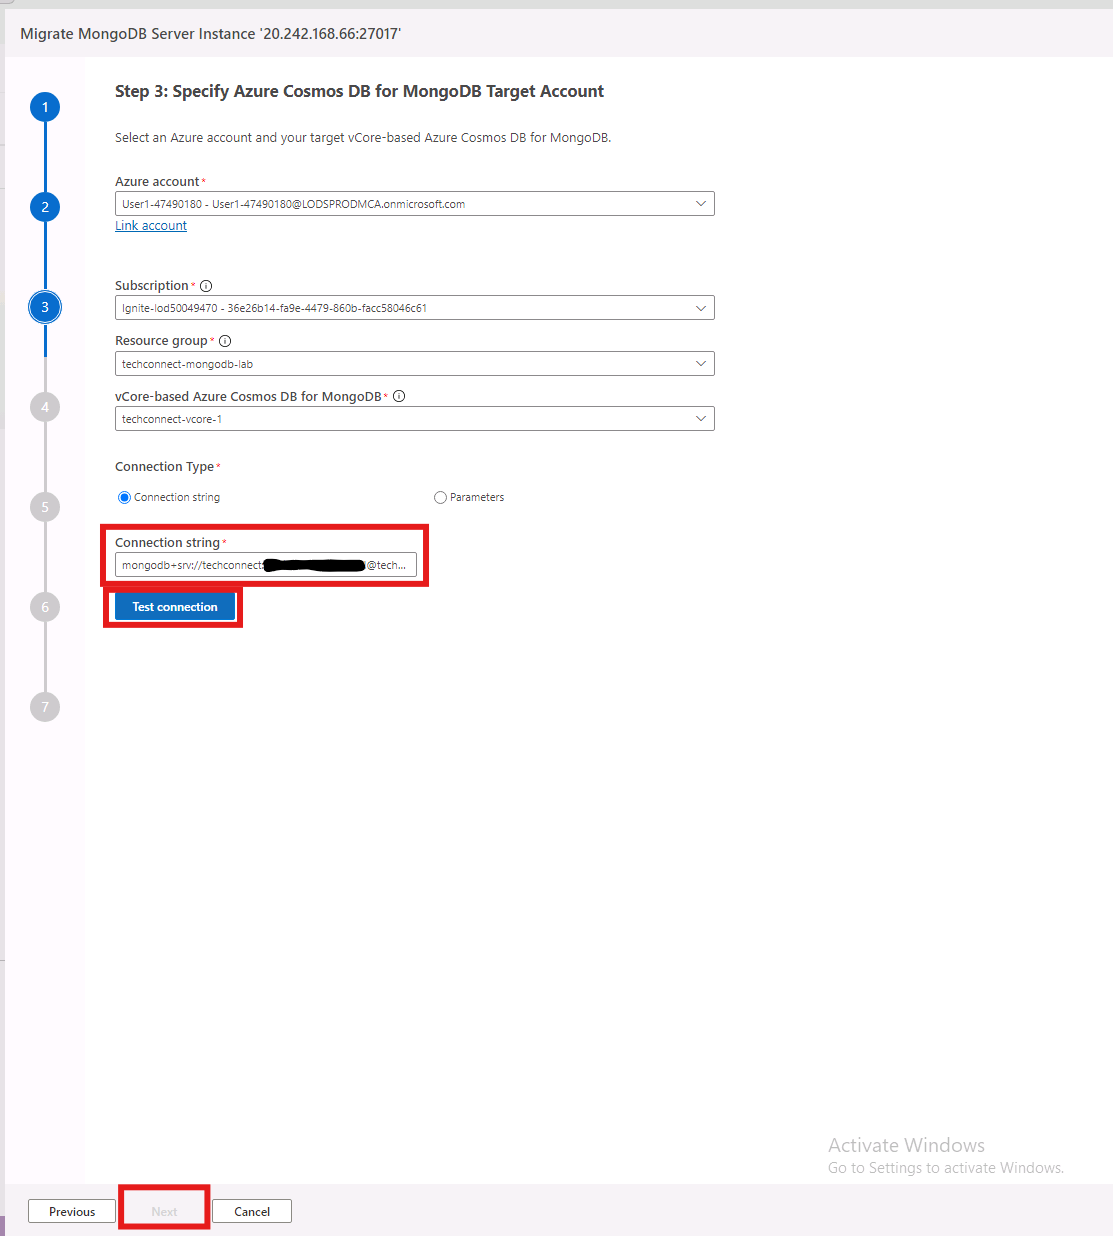 Migrate MongoDB Server Instance '20.242.168.66:27017'
1
Step 3: Specify Azure Cosmos DB for MongoDB Target Account
Select an Azure account and your target vCore-based Azure Cosmos DB for MongoDB.
Azure account*
2
User1-47490180 - User1-47490180@LODSPRODMCA.onmicrosoft.com
Link account
Subscription*
3
Ignite-lod50049470 - 36e26b14-fa9e-4479-860b-facc58046c61
Resource group*
techconnect-mongodb-lab
vCore-based Azure Cosmos DB for MongoDB*
4
techconnect-vcore-1
Connection Type*
Connection string Parameters
5
Connection string*
mongodb+srv://techconnect: @tech...
6
Test connection
7
Activate Windows
Go to Settings to activate Windows.
Previous Next Cancel